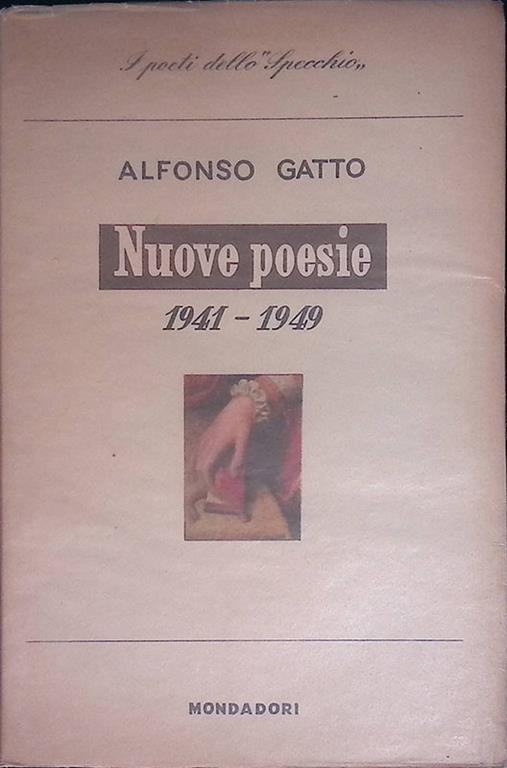 I poeti dello "Specchio„
ALFONSO GATTO
Nuove poesie
1941 - 1949
MONDADORI